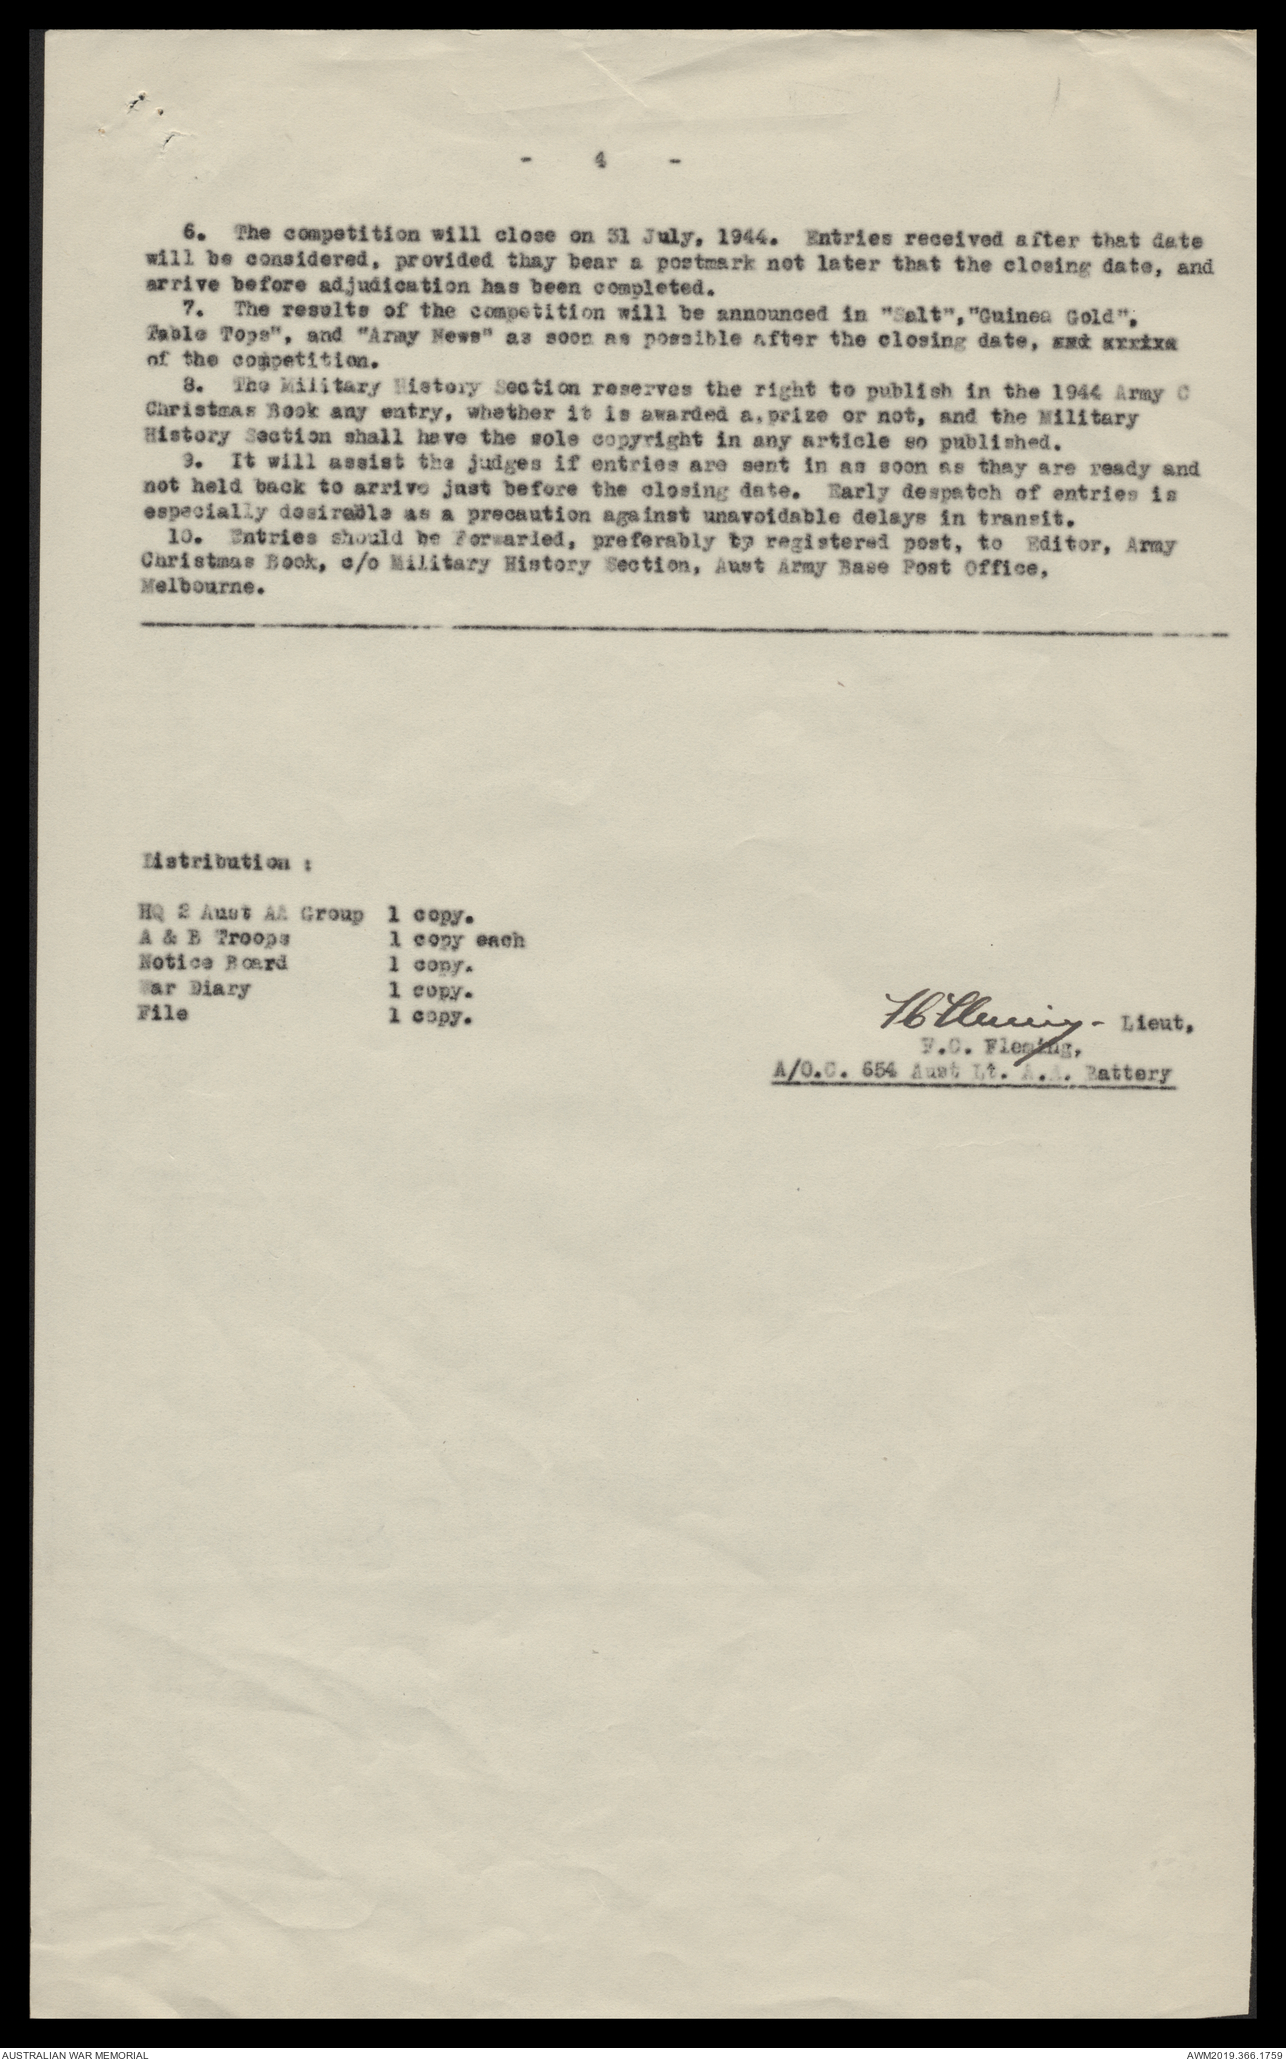 - 4 -
6. The competition will close on 31 July, 1944. Entries received after that date
will be considered, provided thay bear a postmark not later that the closing date, and
arrive before adjudication has been completed.
7. The results of the competition will be announced in "Salt","Guinea Gold",
Table Tops", and "Army News" as soon as possible after the closing date,
of the competition.
8. The Military History Section reserves the right to publish in the 1944 Army C
Christmas Book any entry, whether it is awarded a.prize or not, and the Military
History Section shall have the sole copyright in any article so published.
9. It will assist the judges if entries are sent in as soon as thay are ready and
not held back to arrive just before the closing date. Early despatch of entries is
especially desirable as a precaution against unavoidable delays in transit.
10. Entries should be Forwarded, preferably by registered post, to Editor, Army
Christmas Book, c/o Military History Section, Aust Army Base Post Office,
Melbourne.
Distribution :
HQ 2 Aust AA Group 1 copy.
A & B Troops 1 copy each
Notice Board 1 copy.
War Diary 1 copy.
File 1 copy.
FCFleming - Lieut,
F.C. Fleming,
A/O.C. 654 Aust Lt. A.A. Battery
AUSTRALIAN WAR MEMORIAL
AWM2019.366.1759